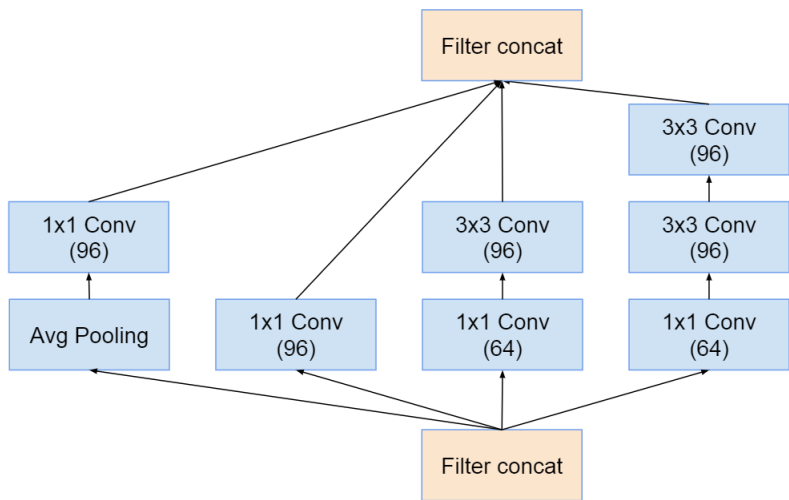 Filter concat
3x3 Conv
(96)
1x1 Conv
(96)
3x3 Conv
(96)
3x3 Conv
(96)
Avg Pooling
1x1 Conv
(96)
1x1 Conv
(64)
1x1 Conv
(64)
Filter concat